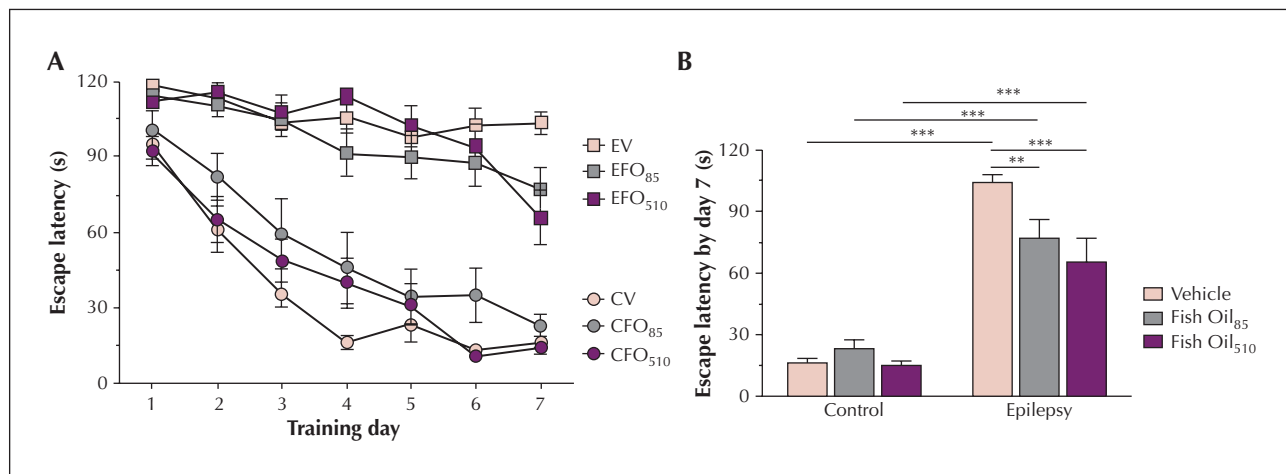 A
120
90
60
30
0
Escape latency (s)
1 2 3 4 5 6 7
Training day
EV
EFO85
EFO510
CV
CFO85
CFO510
B
***
***
***
***
**
120
90
60
30
0
Escape latency by day 7 (s)
Control Epilepsy
Vehicle
Fish Oil85
Fish Oil510